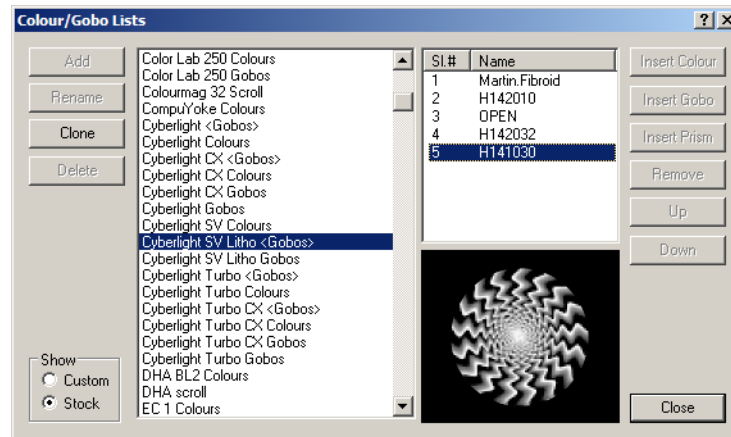 Colour/Gobo Lists
Add
Rename
Clone
Delete
Show
Custom
Stock
Color Lab 250 Colours
Color Lab 250 Gobos
Colourmag 32 Scroll
CompuYoke Colours
Cyberlight <Gobos>
Cyberlight Colours
Cyberlight CX <Gobos>
Cyberlight CX Colours
Cyberlight CX Gobos
Cyberlight Gobos
Cyberlight SV Colours
Cyberlight SV Litho <Gobos>
Cyberlight SV Litho Gobos
Cyberlight Turbo <Gobos>
Cyberlight Turbo Colours
Cyberlight Turbo CX <Gobos>
Cyberlight Turbo CX Colours
Cyberlight Turbo CX Gobos
Cyberlight Turbo Gobos
DHA BL2 Colours
DHA scroll
EC 1 Colours
Sl.# Name
1 Martin.Fibroid
2 H142010
3 OPEN
4 H142032
5 H141030
Insert Colour
Insert Gobo
Insert Prism
Remove
Up
Down
Close